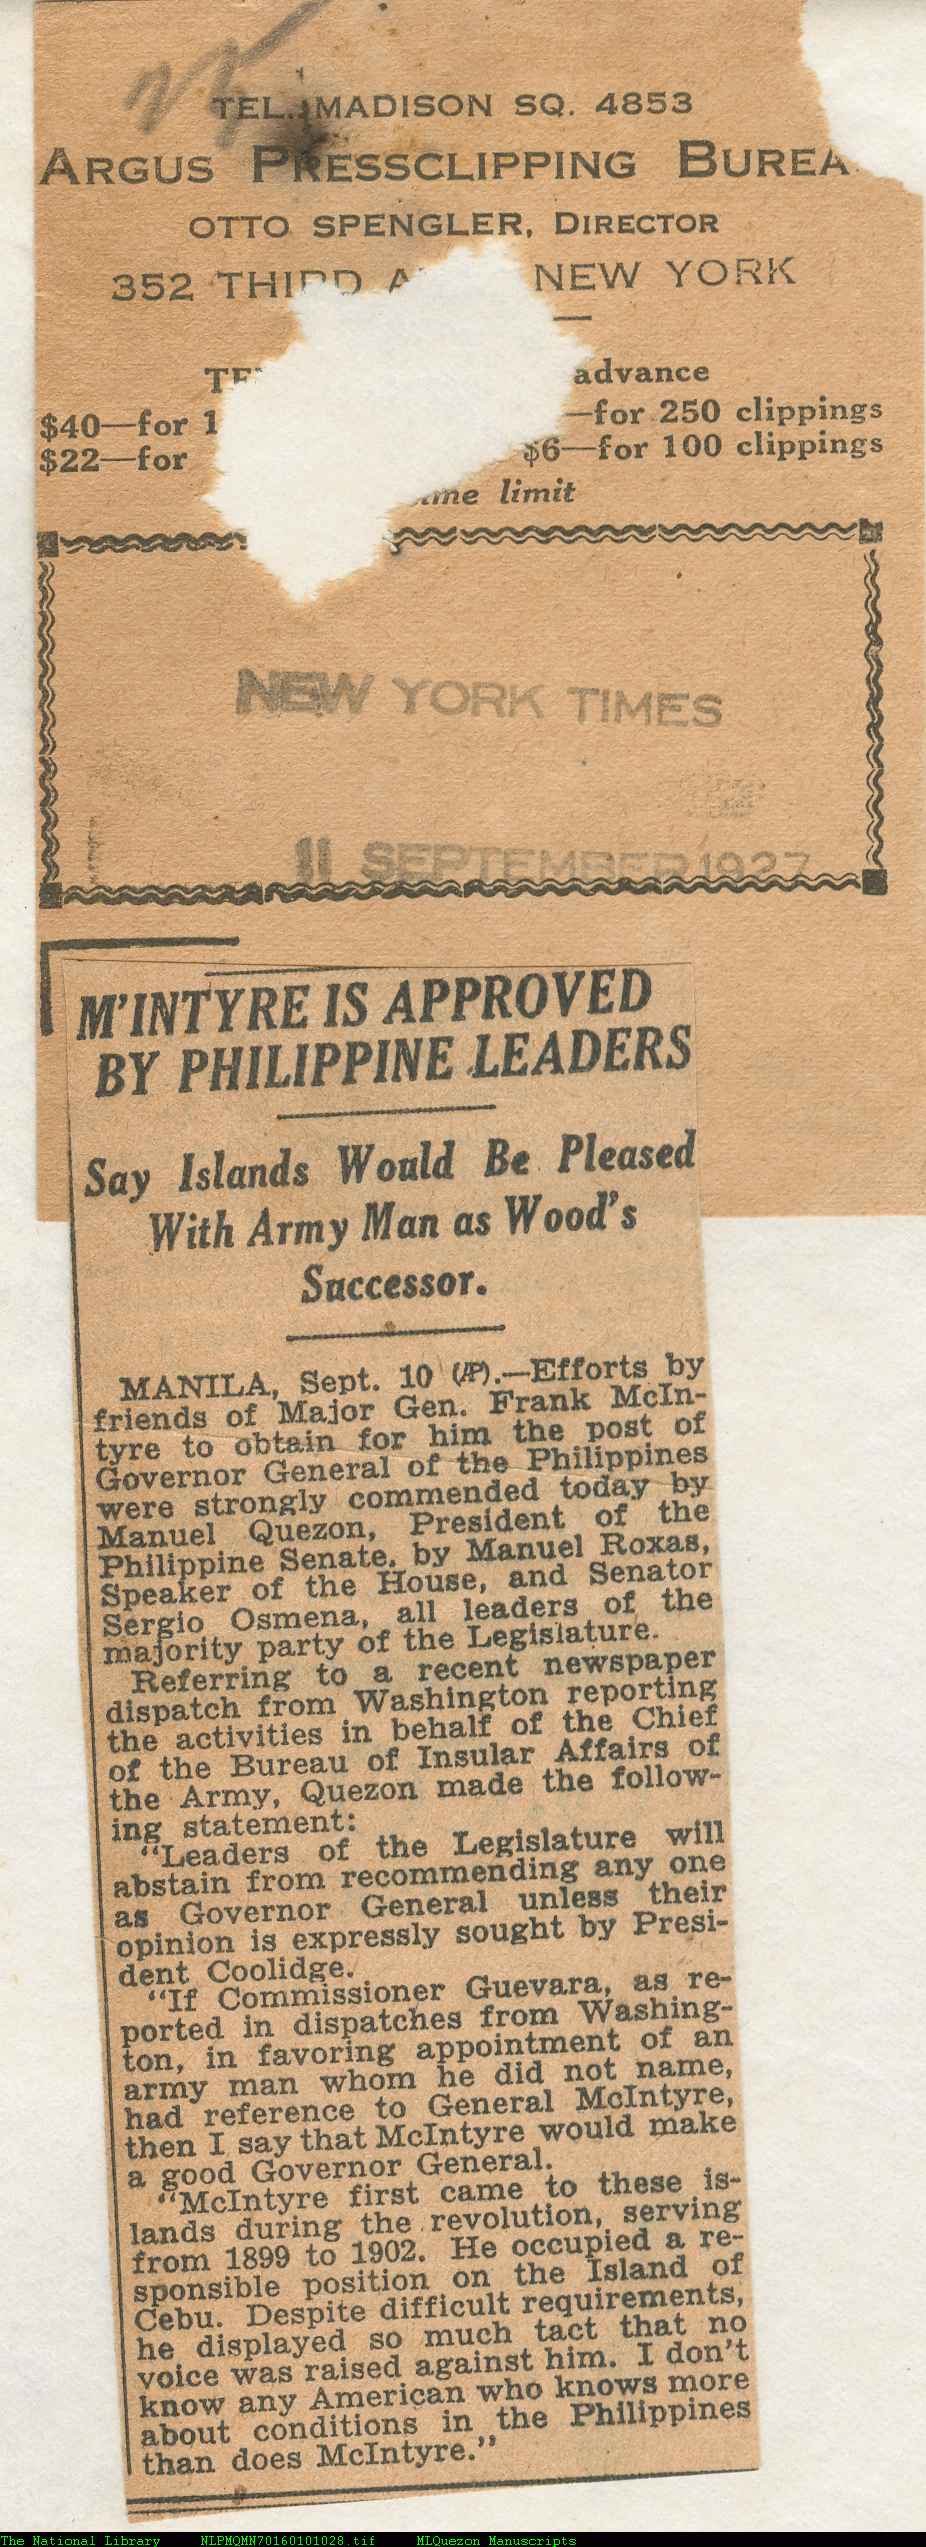 TEL. MADISON SQ. 4853
ARGUS PRESSCLIPPING BUREA
OTTO SPENGLER, DIRECTOR
352 THIRD NEW YORK
advance
$40—for 1 —for 250 clippings
$22—for $6—for 100 clippings
limit
NEW YORK TIMES
11 SEPTEMBER 1927
M'INTYRE IS APPROVED
BY PHILIPPINE LEADERS
Say Islands Would Be Pleased
With Army Man as Wood's
Successor.
MANILA, Sept. 10 (AP).—Efforts by
friends of Major Gen. Frank McIn-
tyre to obtain for him the post of
Governor General of the Philippines
were strongly commended today by
Manuel Quezon, President of the
Philippine Senate, by Manuel Roxas,
Speaker of the House, and Senator
Sergio Osmena, all leaders of the
majority party of the Legislature.
Referring to a recent newspaper
dispatch from Washington reporting
the activities in behalf of the Chief
of the Bureau of Insular Affairs of
the Army, Quezon made the follow-
ing statement:
"Leaders of the Legislature will
abstain from recommending any one
as Governor General unless their
opinion is expressly sought by Presi-
dent Coolidge.
"If Commissioner Guevara, as re-
ported in dispatches from Washing-
ton, in favoring appointment of an
army man whom he did not name,
had reference to General McIntyre,
then I say that McIntyre would make
a good Governor General.
"McIntyre first came to these is-
lands during the revolution, serving
from 1899 to 1902. He occupied a re-
sponsible position on the Island of
Cebu. Despite difficult requirements,
he displayed so much tact that no
voice was raised against him. I don't
know any American who knows more
about conditions in the Philippines
than does McIntyre."
The National Library NLPMQMN70160101028.tif MLQuezon Manuscripts